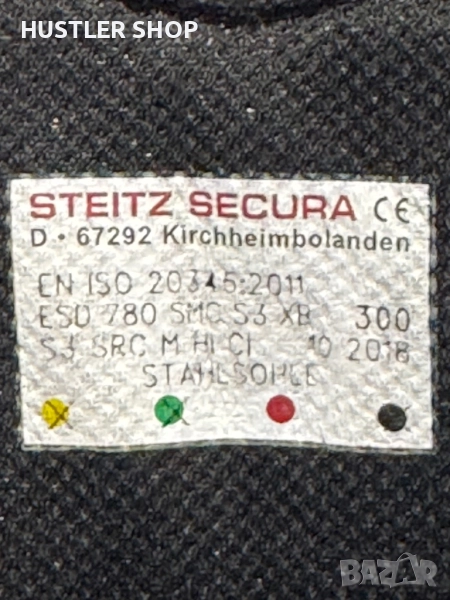 HUSTLER SHOP
STEITZ SECURA CE
D • 67292 Kirchheimbolanden
EN ISO 20345:2011
ESD 780 SMC S3 XB 300
S3 SRC M HI CI 10 2018
STAHLSOHLE
BAZAR